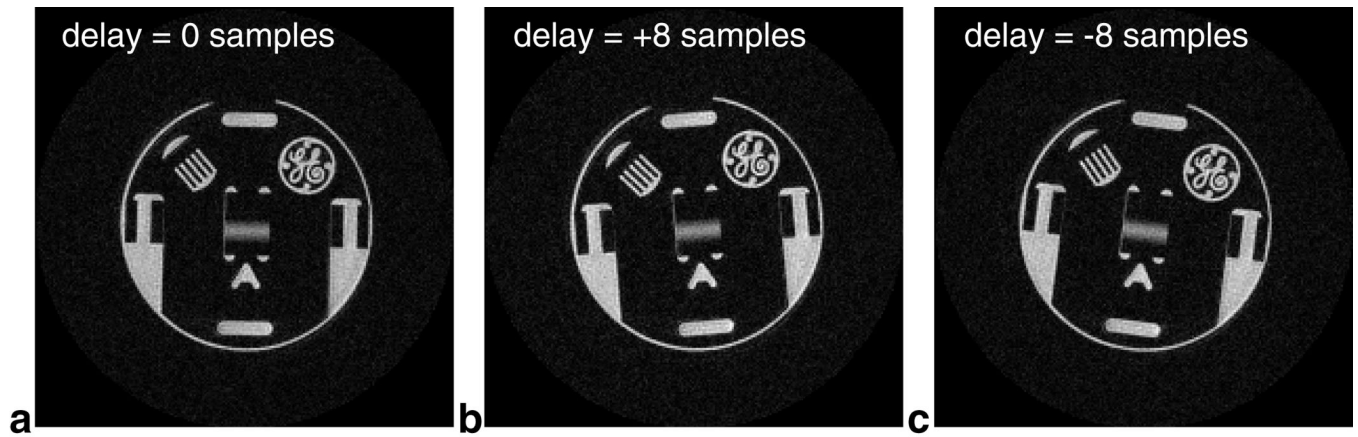 delay = 0 samples
delay = +8 samples
delay = -8 samples
a
b
c